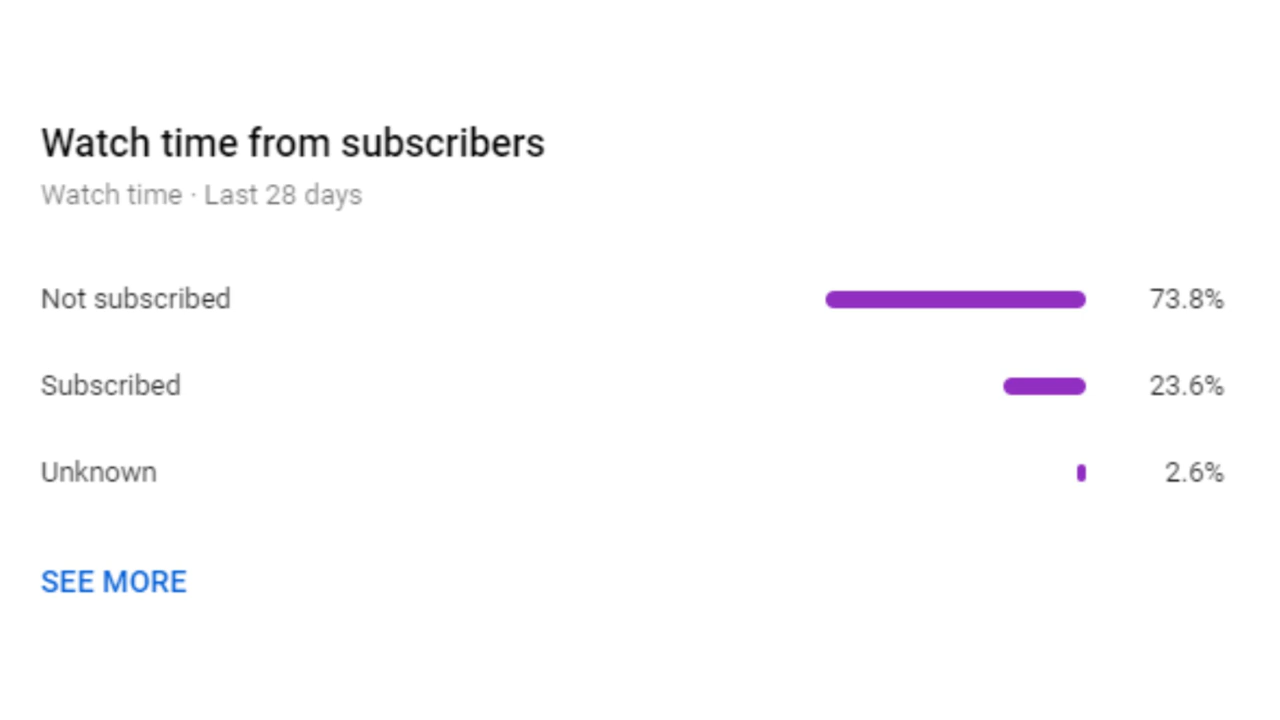 Watch time from subscribers
Watch time · Last 28 days
Not subscribed 73.8%
Subscribed 23.6%
Unknown 2.6%
SEE MORE